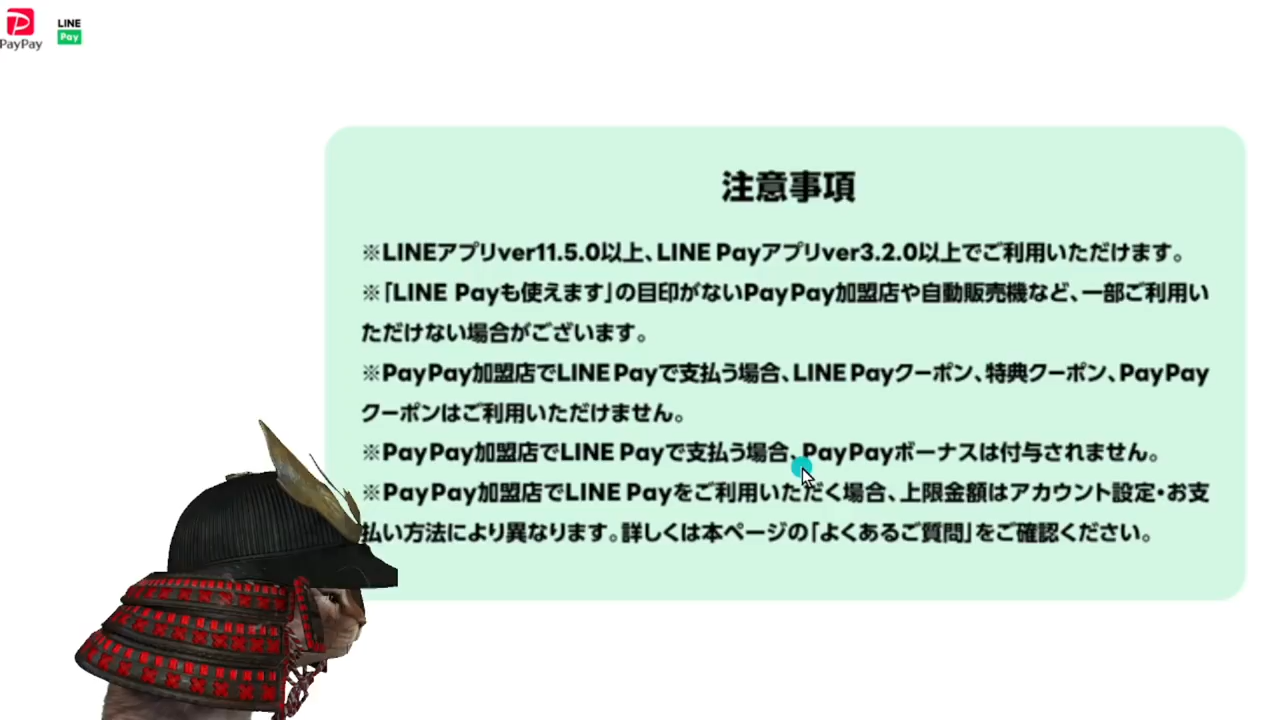 PayPay
LINE
Pay
注意事項
※LINEアプリver11.5.0以上、LINE Payアプリver3.2.0以上でご利用いただけます。
※「LINE Payも使えます」の目印がないPayPay加盟店や自動販売機など、一部ご利用い
ただけない場合がございます。
※PayPay加盟店でLINE Payで支払う場合、LINE Payクーポン、特典クーポン、PayPay
クーポンはご利用いただけません。
※PayPay加盟店でLINE Payで支払う場合、PayPayボーナスは付与されません。
※PayPay加盟店でLINE Payをご利用いただく場合、上限金額はアカウント設定・お支
払い方法により異なります。詳しくは本ページの「よくあるご質問」をご確認ください。